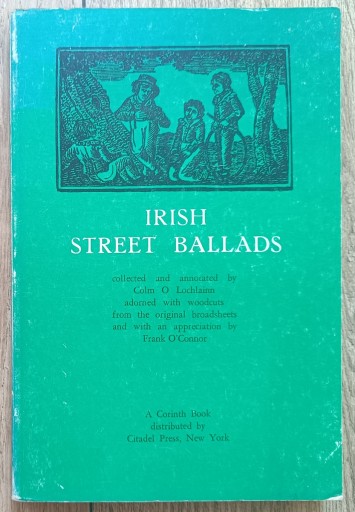 IRISH
STREET BALLADS
collected and annotated by
Colm O Lochlainn
adorned with woodcuts
from the original broadsheets
and with an appreciation by
Frank O'Connor
A Corinth Book
distributed by
Citadel Press, New York